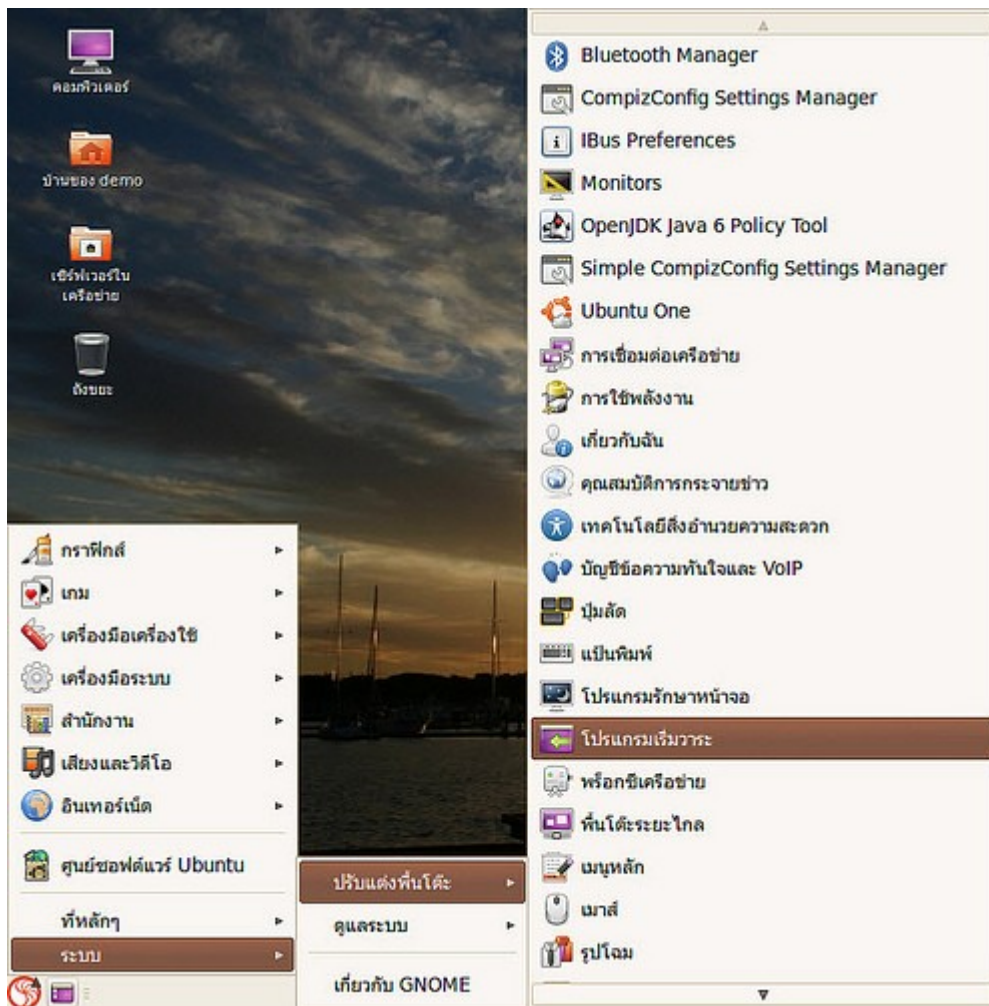 คอมพิวเตอร์
บ้านของ demo
เซิร์ฟเวอร์ใน
เครือข่าย
ถังขยะ
กราฟิกส์
เกม
เครื่องมือเครื่องใช้
เครื่องมือระบบ
สำนักงาน
เสียงและวิดีโอ
อินเทอร์เน็ต
ศูนย์ซอฟต์แวร์ Ubuntu
ที่หลักๆ
ระบบ
ปรับแต่งพื้นโต๊ะ
ดูแลระบบ
เกี่ยวกับ GNOME
Bluetooth Manager
CompizConfig Settings Manager
IBus Preferences
Monitors
OpenJDK Java 6 Policy Tool
Simple CompizConfig Settings Manager
Ubuntu One
การเชื่อมต่อเครือข่าย
การใช้พลังงาน
เกี่ยวกับฉัน
คุณสมบัติการกระจายข่าว
เทคโนโลยีสิ่งอำนวยความสะดวก
บัญชีข้อความทันใจและ VoIP
ปุ่มลัด
แป้นพิมพ์
โปรแกรมรักษาหน้าจอ
โปรแกรมเริ่มวาระ
พร็อกซีเครือข่าย
พื้นโต๊ะระยะไกล
เมนูหลัก
เมาส์
รูปโฉม